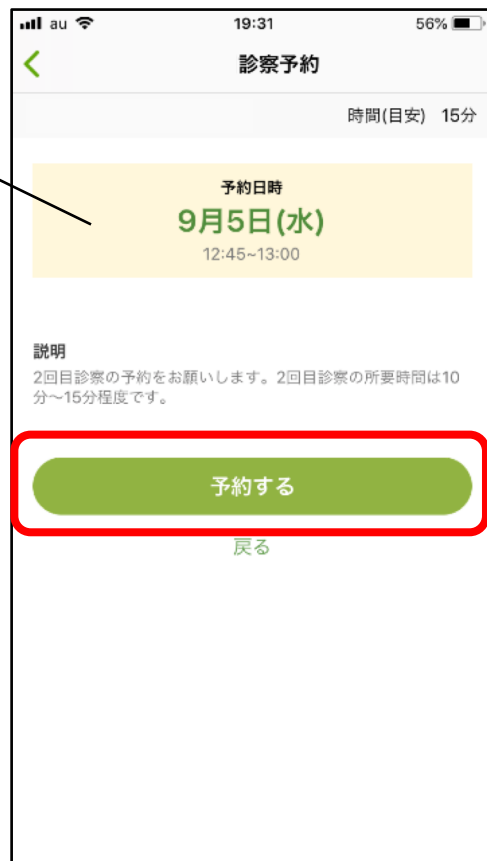 au 19:31 56%
診察予約
時間(目安) 15分
予約日時
9月5日(水)
12:45~13:00
説明
2回目診察の予約をお願いします。2回目診察の所要時間は10
分〜15分程度です。
予約する
戻る